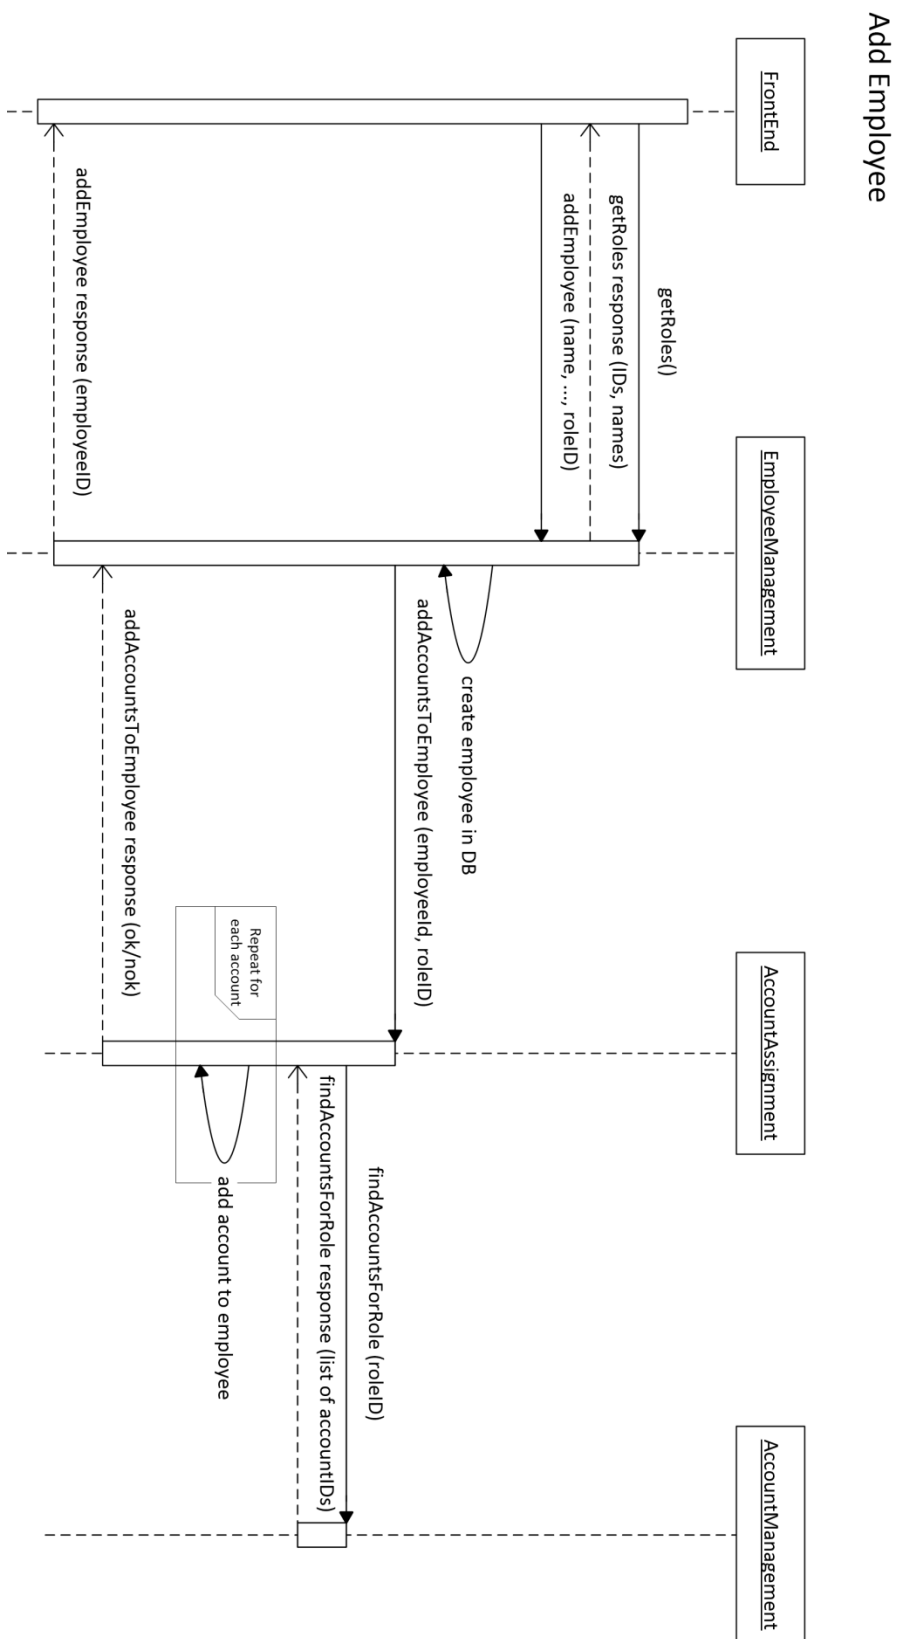 Add Employee
FrontEnd
EmployeeManagement
AccountAssignment
AccountManagement
getRoles()
getRoles response (IDs, names)
addEmployee (name, ..., roleID)
create employee in DB
addAccountsToEmployee (employeeId, roleID)
findAccountsForRole (roleID)
findAccountsForRole response (list of accountIDs)
Repeat for
each account
add account to employee
addAccountsToEmployee response (ok/nok)
addEmployee response (employeeID)